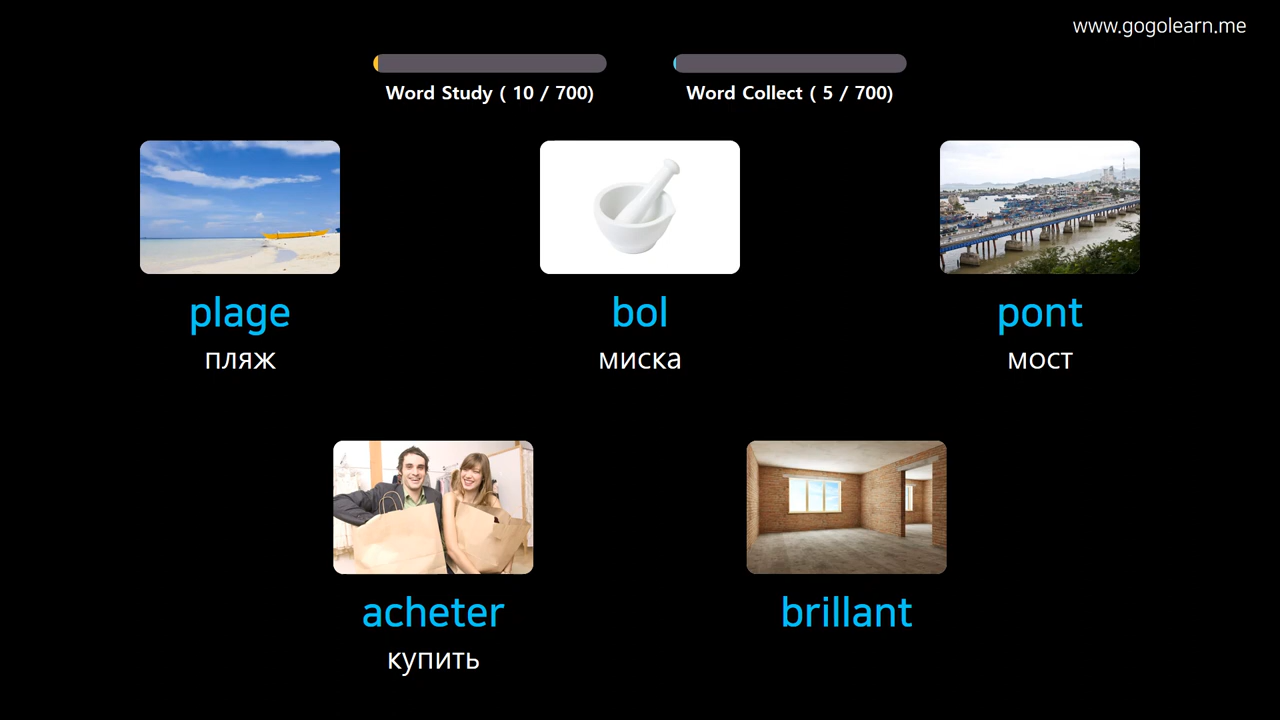 www.gogolearn.me
Word Study ( 10 / 700)
Word Collect ( 5 / 700)
plage
пляж
bol
миска
pont
мост
acheter
купить
brillant